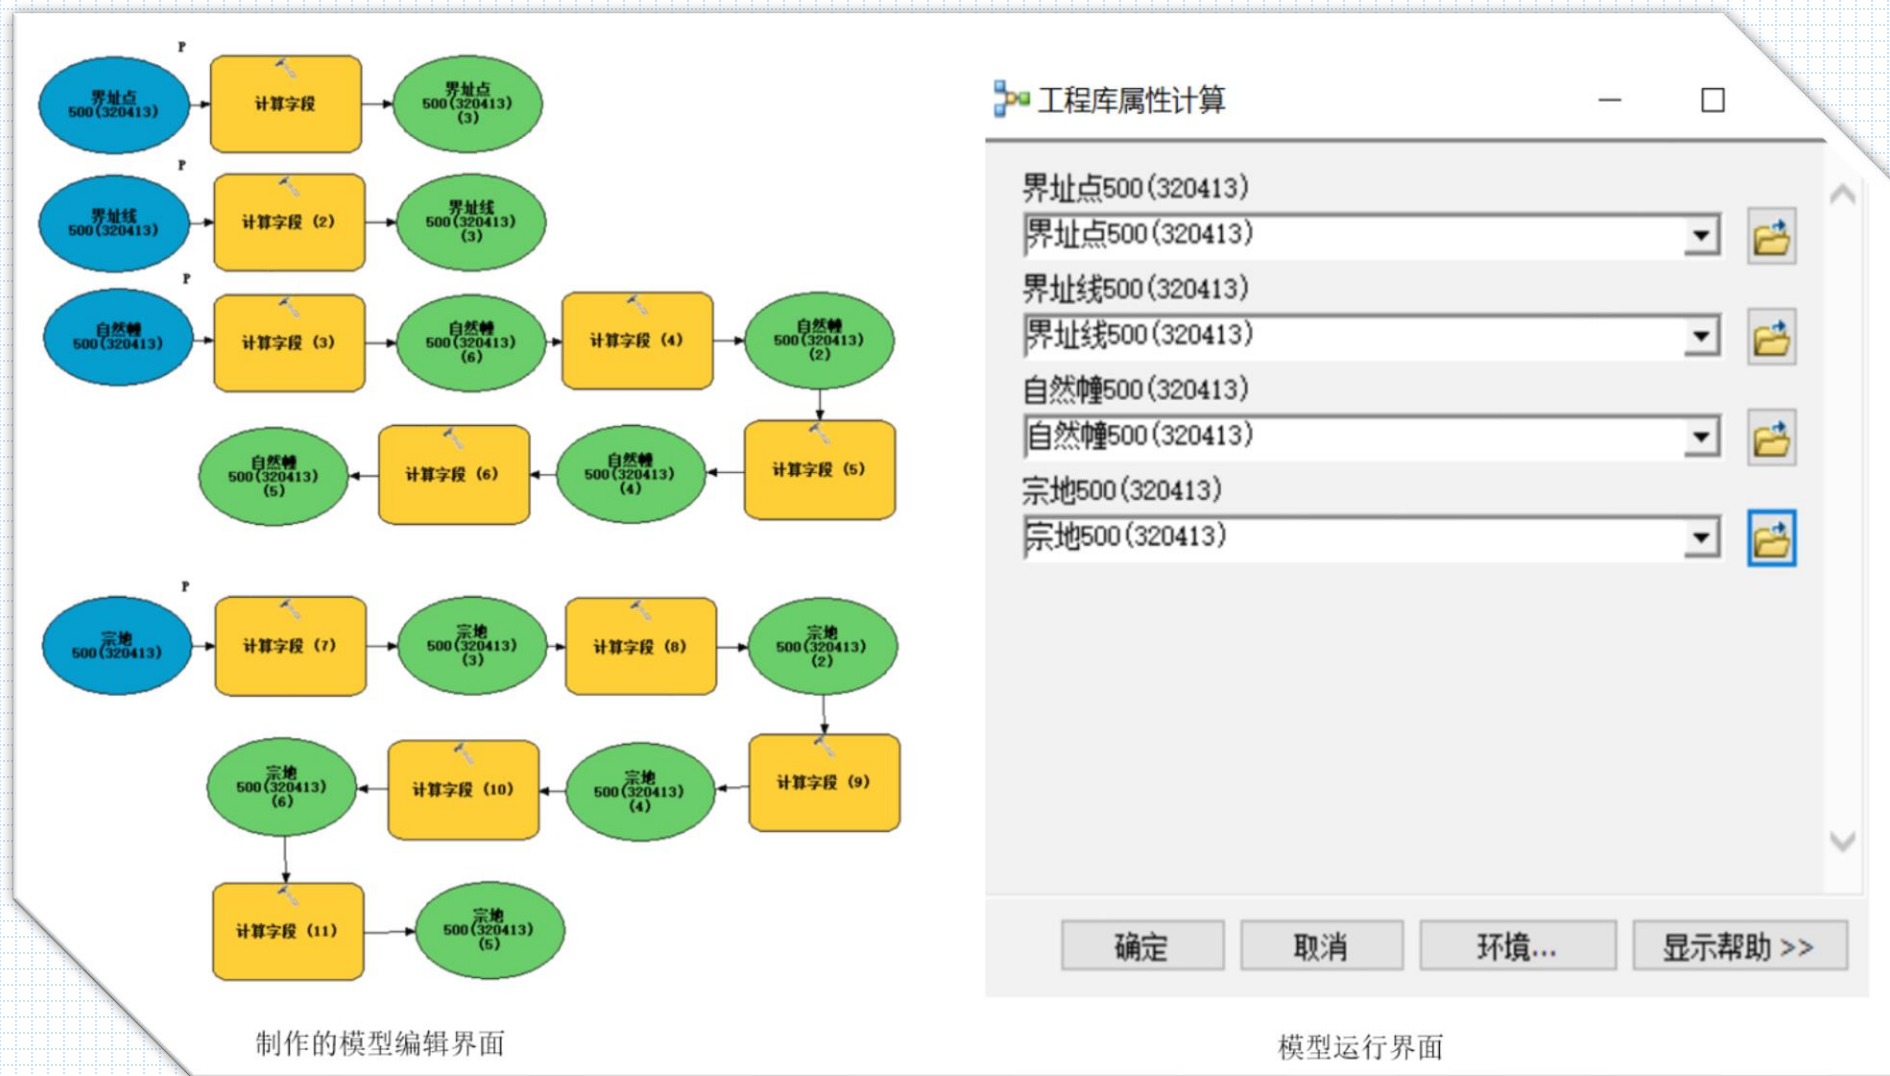 P
界址点
500(320413)
计算字段
界址点
500(320413)
(3)
P
界址线
500(320413)
计算字段 (2)
界址线
500(320413)
(3)
P
自然幢
500(320413)
计算字段 (3)
自然幢
500(320413)
(6)
计算字段 (4)
自然幢
500(320413)
(2)
计算字段 (5)
自然幢
500(320413)
(4)
计算字段 (6)
自然幢
500(320413)
(5)
P
宗地
500(320413)
计算字段 (7)
宗地
500(320413)
(3)
计算字段 (8)
宗地
500(320413)
(2)
计算字段 (9)
宗地
500(320413)
(4)
计算字段 (10)
宗地
500(320413)
(6)
计算字段 (11)
宗地
500(320413)
(5)
制作的模型编辑界面
工程库属性计算
界址点500(320413)
界址点500(320413)
界址线500(320413)
界址线500(320413)
自然幢500(320413)
自然幢500(320413)
宗地500(320413)
宗地500(320413)
确定
取消
环境...
显示帮助 >>
模型运行界面